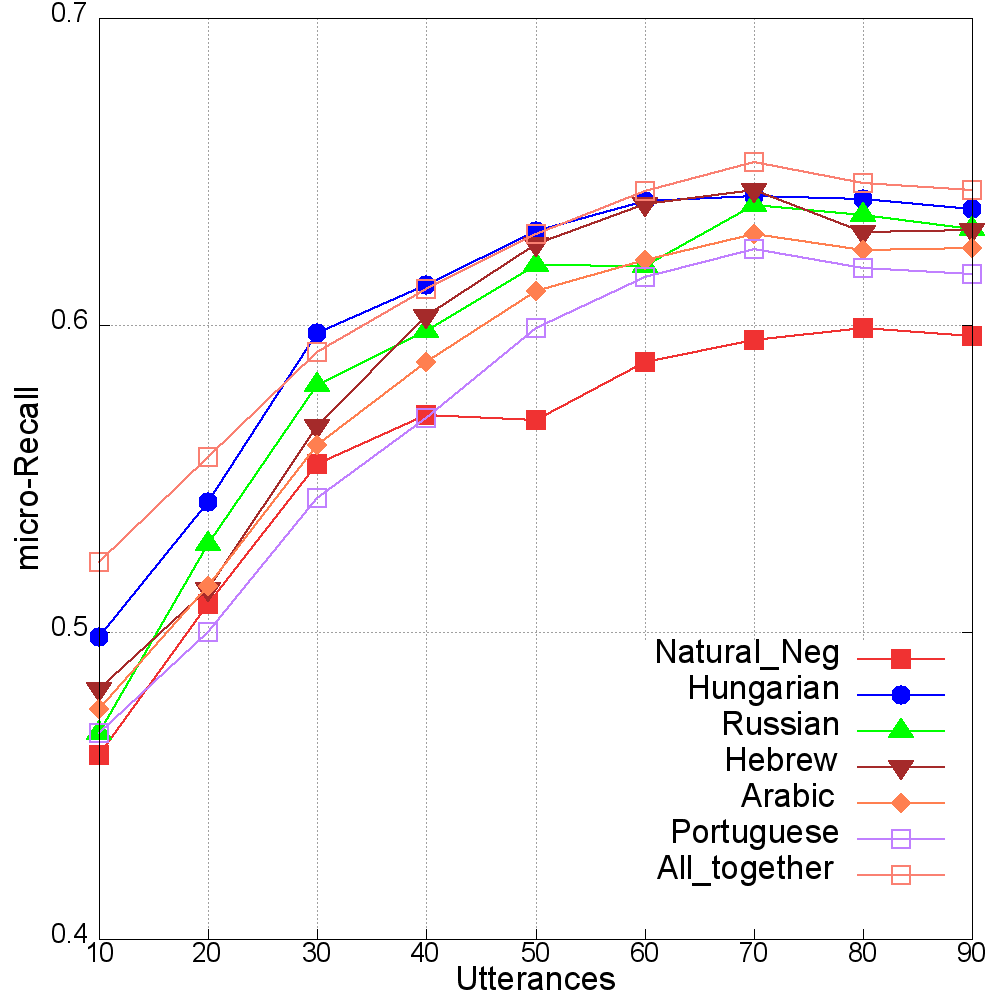 0.7
0.6
0.5
0.4
micro-Recall
Natural_Neg
Hungarian
Russian
Hebrew
Arabic
Portuguese
All_together
10 20 30 40 50 60 70 80 90
Utterances